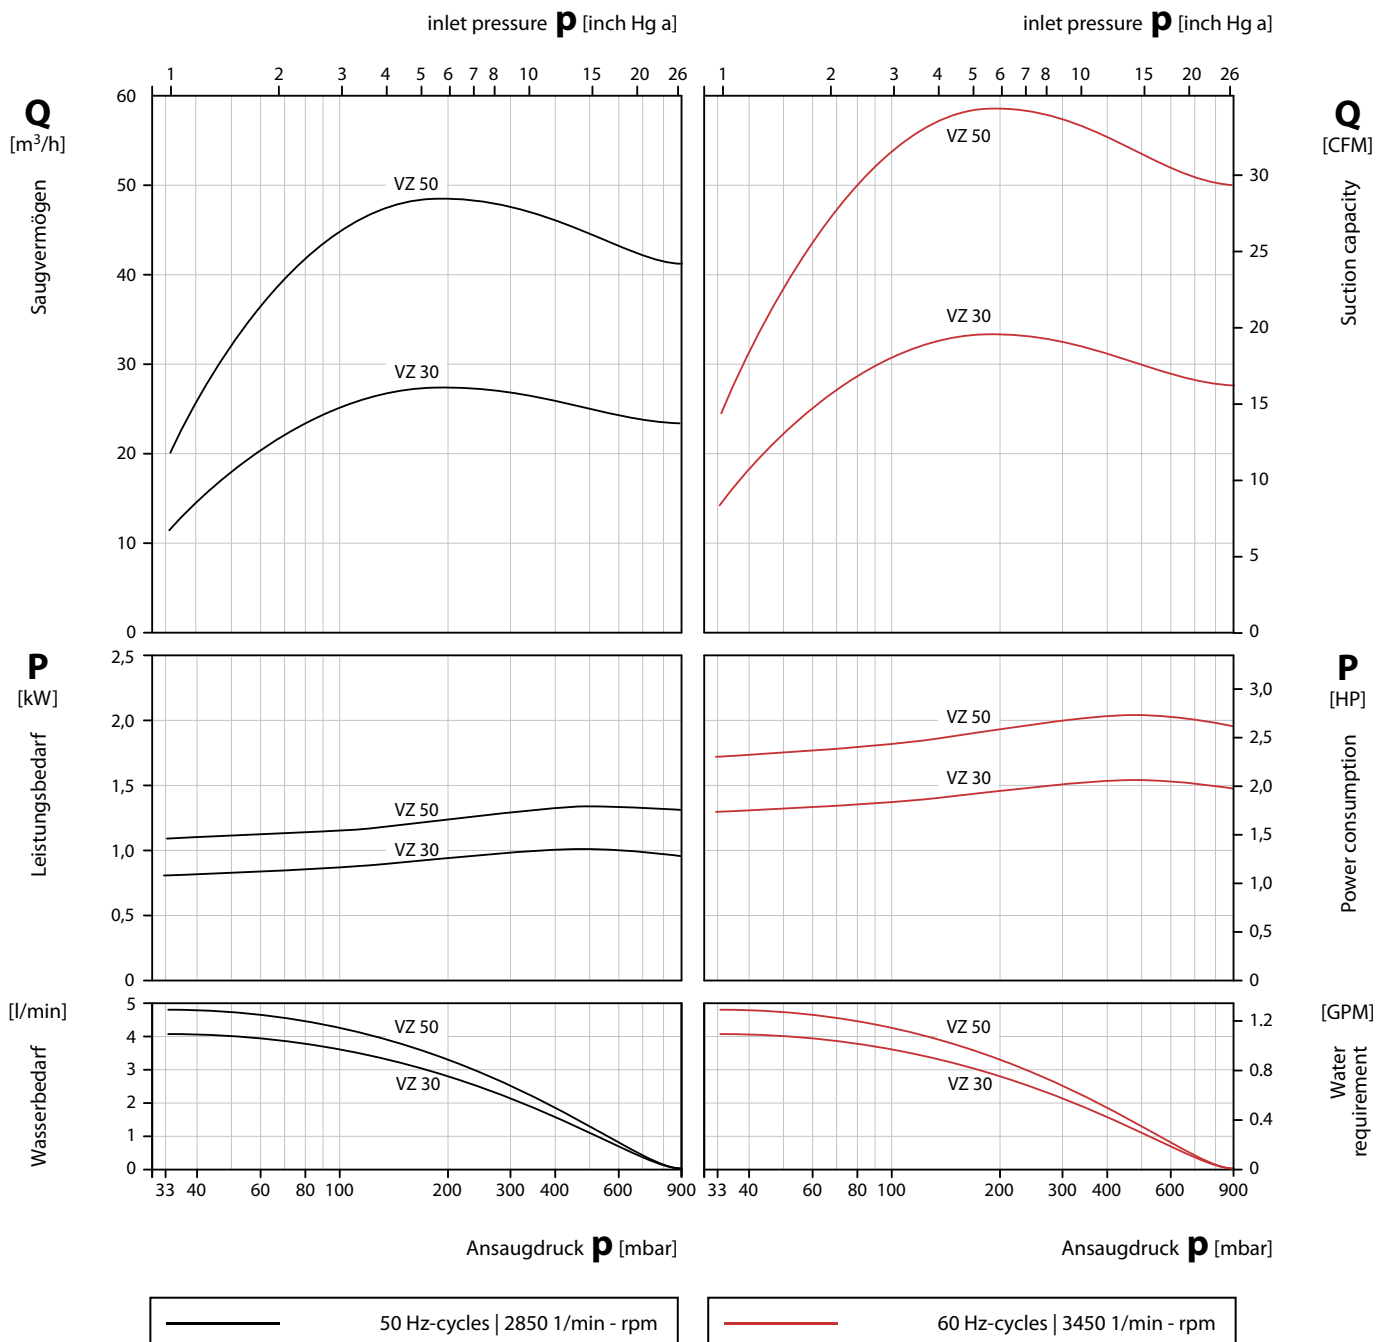 inlet pressure p [inch Hg a] inlet pressure p [inch Hg a]
1 2 3 4 5 6 7 8 10 15 20 26 1 2 3 4 5 6 7 8 10 15 20 26
Q
[m³/h]
Saugvermögen
60
50
40
30
20
10
0
VZ 50
VZ 30
VZ 50
VZ 30
Q
[CFM]
Suction capacity
30
25
20
15
10
5
0
P
[kW]
Leistungsbedarf
2,5
2,0
1,5
1,0
0,5
0
VZ 50
VZ 30
VZ 50
VZ 30
P
[HP]
Power consumption
3,0
2,5
2,0
1,5
1,0
0,5
0
[l/min]
Wasserbedarf
5
4
3
2
1
0
VZ 50
VZ 30
VZ 50
VZ 30
[GPM]
Water
requirement
1.2
0.8
0.4
0
33 40 60 80 100 200 300 400 600 900 33 40 60 80 100 200 300 400 600 900
Ansaugdruck p [mbar] Ansaugdruck p [mbar]
50 Hz-cycles | 2850 1/min - rpm 60 Hz-cycles | 3450 1/min - rpm